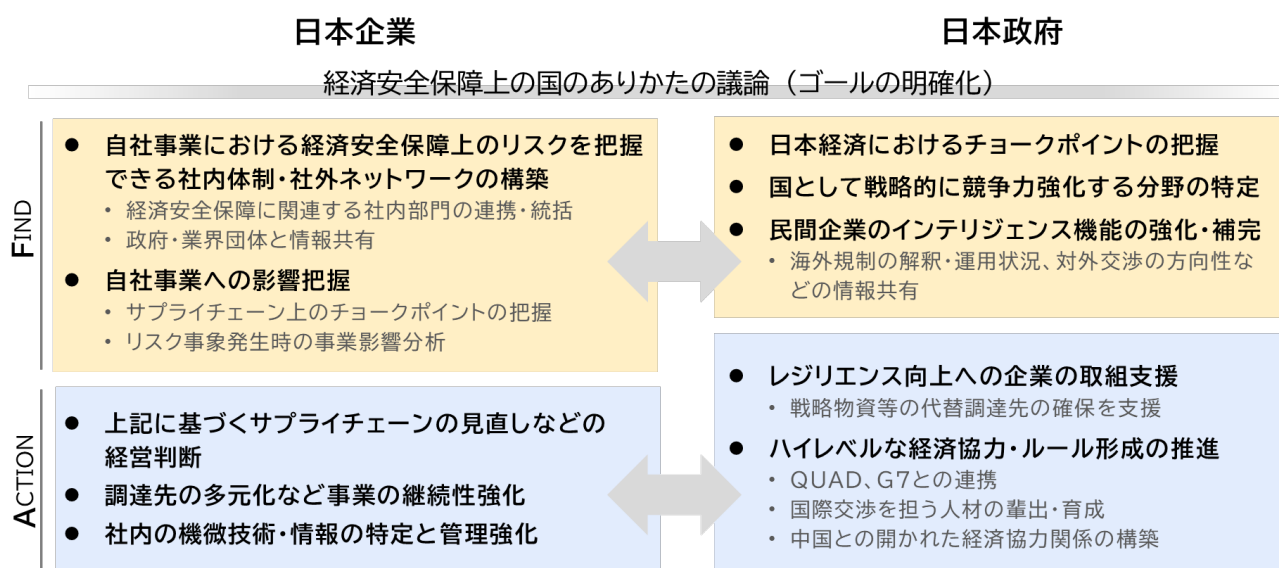 日本企業
日本政府
経済安全保障上の国のありかたの議論（ゴールの明確化）
FIND
● 自社事業における経済安全保障上のリスクを把握
できる社内体制・社外ネットワークの構築
• 経済安全保障に関連する社内部門の連携・統括
• 政府・業界団体と情報共有
● 自社事業への影響把握
• サプライチェーン上のチョークポイントの把握
• リスク事象発生時の事業影響分析
● 日本経済におけるチョークポイントの把握
● 国として戦略的に競争力強化する分野の特定
● 民間企業のインテリジェンス機能の強化・補完
• 海外規制の解釈・運用状況、対外交渉の方向性な
どの情報共有
ACTION
● 上記に基づくサプライチェーンの見直しなどの
経営判断
● 調達先の多元化など事業の継続性強化
● 社内の機微技術・情報の特定と管理強化
● レジリエンス向上への企業の取組支援
• 戦略物資等の代替調達先の確保を支援
● ハイレベルな経済協力・ルール形成の推進
• QUAD、G7との連携
• 国際交渉を担う人材の輩出・育成
• 中国との開かれた経済協力関係の構築